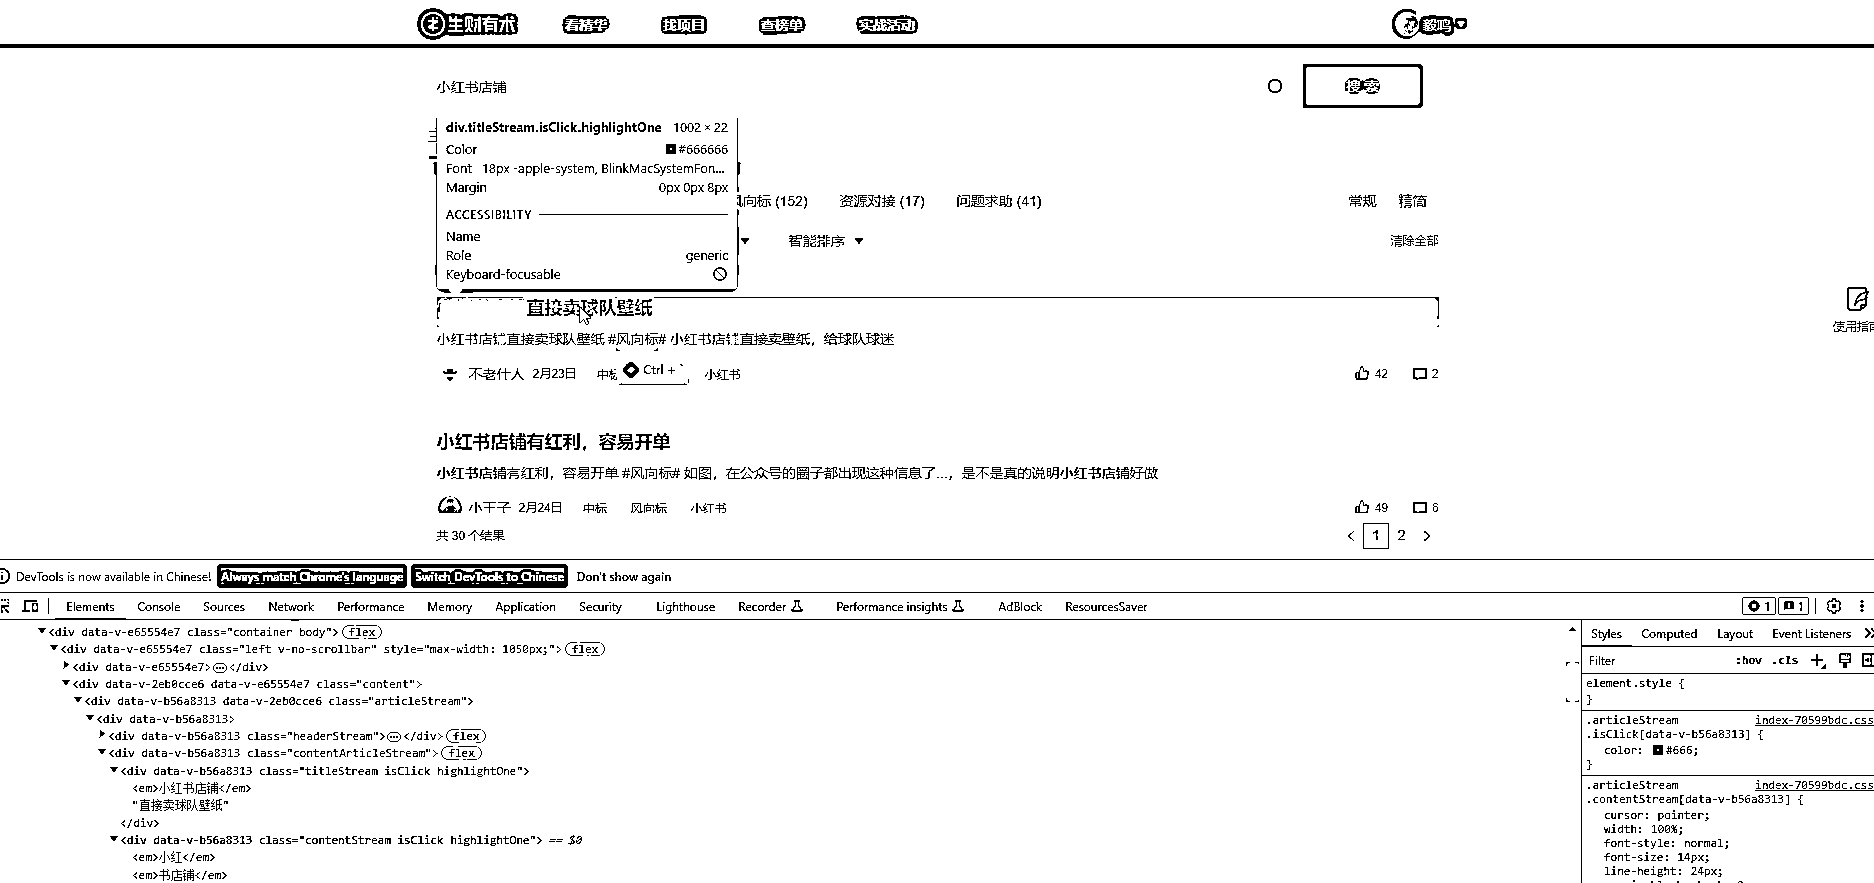 生财有术 看精华 找项目 查榜单 实战活动
小红书店铺 搜索
div.titleStream.isClick.highlightOne 1002 × 22
Color #666666
Font 18px -apple-system, BlinkMacSystemFon...
Margin 0px 0px 8px
风向标 (152) 资源对接 (17) 问题求助 (41) 常规 精简
ACCESSIBILITY
Name
智能排序 清除全部
Role generic
Keyboard-focusable
直接卖球队壁纸
使用指南
小红书店铺直接卖球队壁纸 #风向标# 小红书店铺直接卖壁纸，给球队球迷
不老什人 2月23日 中标 Ctrl + ` 小红书 42 2
小红书店铺有红利，容易开单
小红书店铺有红利，容易开单 #风向标# 如图，在公众号的圈子都出现这种信息了...，是不是真的说明小红书店铺好做
小王子 2月24日 中标 风向标 小红书 49 6
共 30 个结果 < 1 2 >
DevTools is now available in Chinese! Always match Chrome's language Switch DevTools to Chinese Don't show again
Elements Console Sources Network Performance Memory Application Security Lighthouse Recorder Performance insights AdBlock ResourcesSaver 1 1
<div data-v-e65554e7 class="container body"> flex
<div data-v-e65554e7 class="left v-no-scrollbar" style="max-width: 1050px;"> flex
<div data-v-e65554e7>…</div>
<div data-v-2eb0cce6 data-v-e65554e7 class="content">
<div data-v-b56a8313 data-v-2eb0cce6 class="articleStream">
<div data-v-b56a8313>
<div data-v-b56a8313 class="headerStream">…</div> flex
<div data-v-b56a8313 class="contentArticleStream"> flex
<div data-v-b56a8313 class="titleStream isClick highlightOne">
<em>小红书店铺</em>
"直接卖球队壁纸"
</div>
<div data-v-b56a8313 class="contentStream isClick highlightOne"> == $0
<em>小红</em>
<em>书店铺</em>
Styles Computed Layout Event Listeners
Filter :hov .cls
element.style {
}
.articleStream index-70599bdc.css
.isClick[data-v-b56a8313] {
color: #666;
}
.articleStream index-70599bdc.css
.contentStream[data-v-b56a8313] {
cursor: pointer;
width: 100%;
font-style: normal;
font-size: 14px;
line-height: 24px;